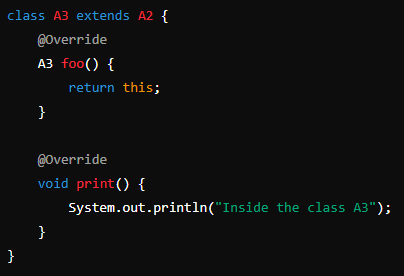 class A3 extends A2 {
    @Override
    A3 foo() {
        return this;
    }

    @Override
    void print() {
        System.out.println("Inside the class A3");
    }
}